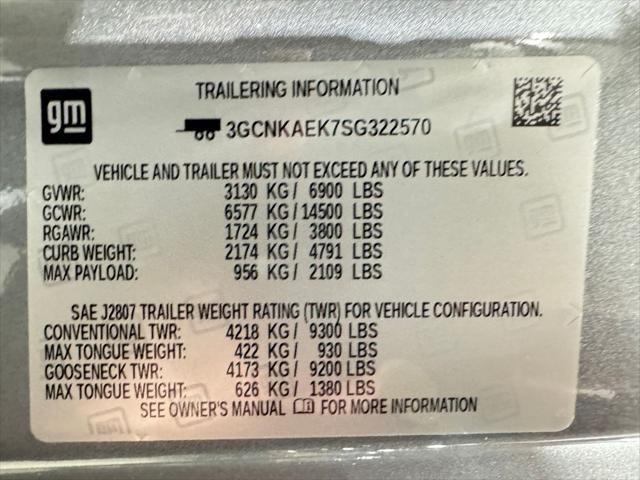 gm
TRAILERING INFORMATION
3GCNKAEK7SG322570
VEHICLE AND TRAILER MUST NOT EXCEED ANY OF THESE VALUES.
GVWR: 3130 KG/ 6900 LBS
GCWR: 6577 KG/14500 LBS
RGAWR: 1724 KG/ 3800 LBS
CURB WEIGHT: 2174 KG/ 4791 LBS
MAX PAYLOAD: 956 KG/ 2109 LBS
SAE J2807 TRAILER WEIGHT RATING (TWR) FOR VEHICLE CONFIGURATION.
CONVENTIONAL TWR: 4218 KG/ 9300 LBS
MAX TONGUE WEIGHT: 422 KG/ 930 LBS
GOOSENECK TWR: 4173 KG/ 9200 LBS
MAX TONGUE WEIGHT: 626 KG/ 1380 LBS
SEE OWNER'S MANUAL FOR MORE INFORMATION